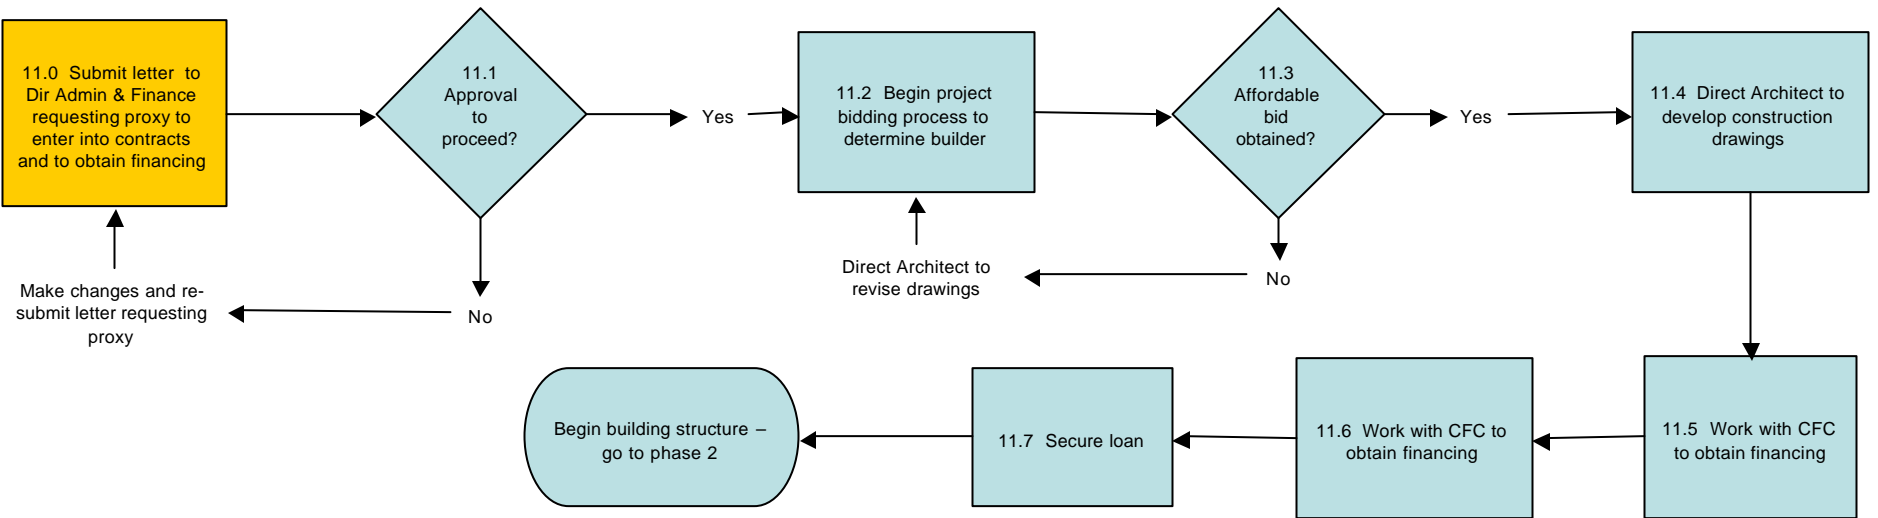 11.0 Submit letter to
Dir Admin & Finance
requesting proxy to
enter into contracts
and to obtain financing
11.1
Approval
to
proceed?
Yes
11.2 Begin project
bidding process to
determine builder
11.3
Affordable
bid
obtained?
Yes
11.4 Direct Architect to
develop construction
drawings
Make changes and re-
submit letter requesting
proxy
No
Direct Architect to
revise drawings
No
Begin building structure –
go to phase 2
11.7 Secure loan
11.6 Work with CFC to
obtain financing
11.5 Work with CFC
to obtain financing